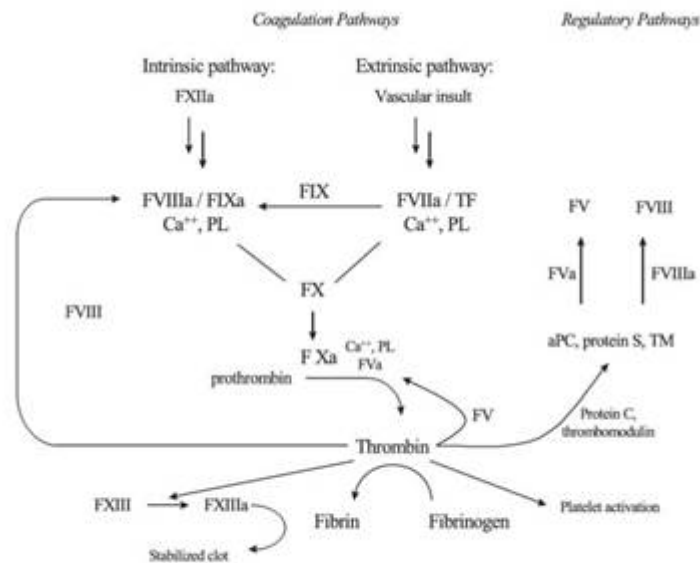 Coagulation Pathways
Regulatory Pathways
Intrinsic pathway:
FXIIa
Extrinsic pathway:
Vascular insult
FVIIIa / FIXa
Ca⁺⁺, PL
FIX
FVIIa / TF
Ca⁺⁺, PL
FV
FVIII
FVa
FVIIIa
FX
FVIII
aPC, protein S, TM
F Xa
Ca⁺⁺, PL
FVa
prothrombin
FV
Protein C,
thrombomodulin
Thrombin
FXIII
FXIIIa
Fibrin
Fibrinogen
Platelet activation
Stabilized clot